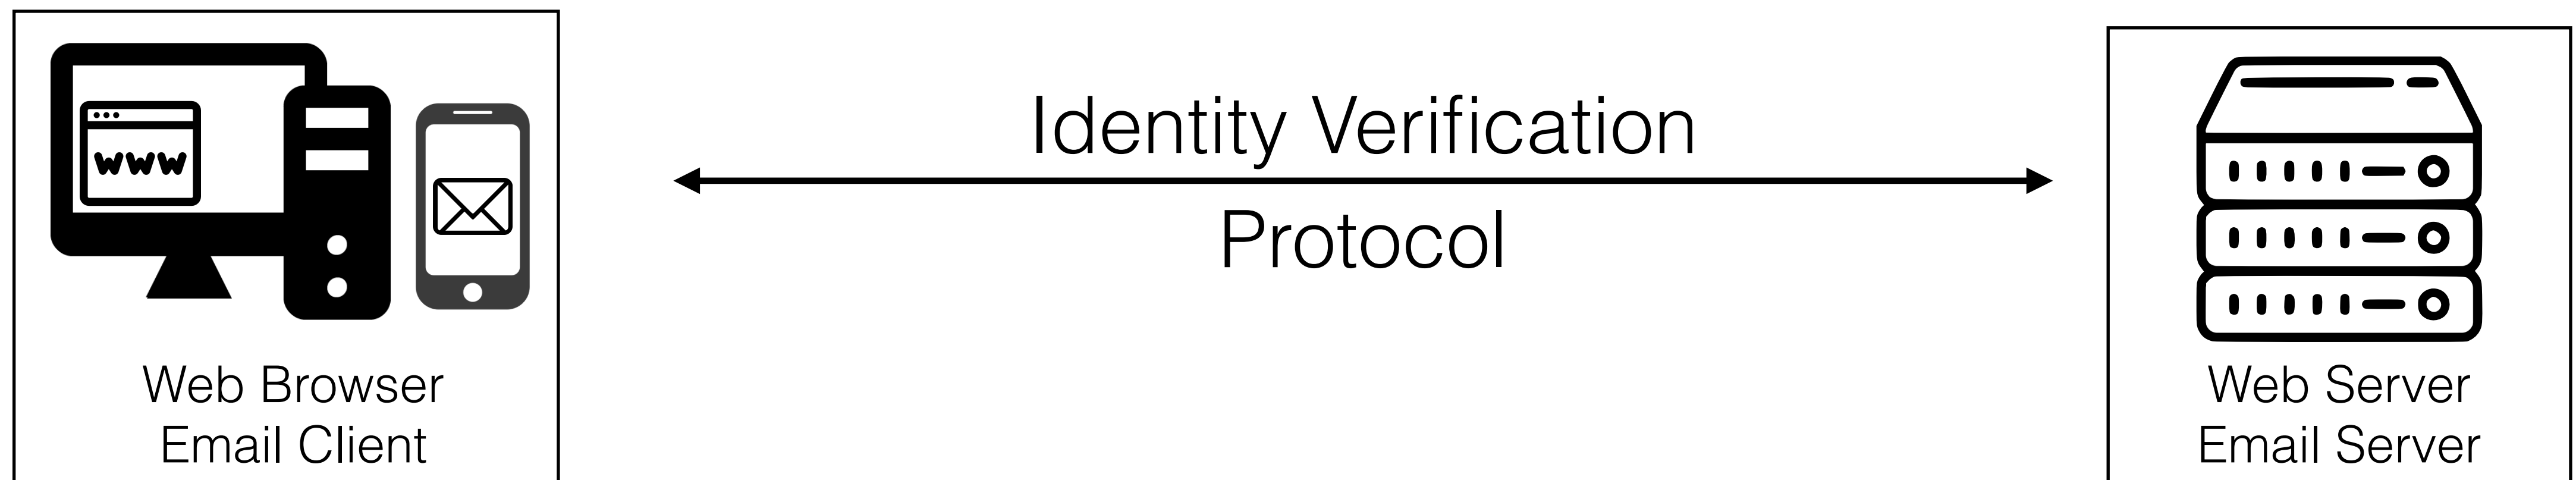 www
Web Browser
Email Client
Identity Verification
Protocol
Web Server
Email Server